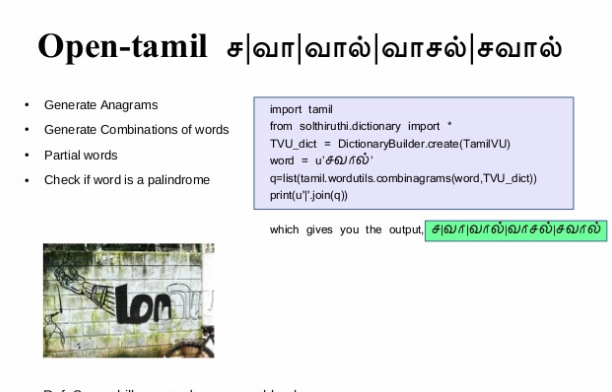 Open-tamil ச|வா|வால்|வாசல்|சவால்
• Generate Anagrams
• Generate Combinations of words
• Partial words
• Check if word is a palindrome
import tamil
from solthiruthi.dictionary import *
TVU_dict = DictionaryBuilder.create(TamilVU)
word = u'சவால்'
q=list(tamil.wordutils.combinagrams(word,TVU_dict))
print(u'|'.join(q))
which gives you the output, ச|வா|வால்|வாசல்|சவால்